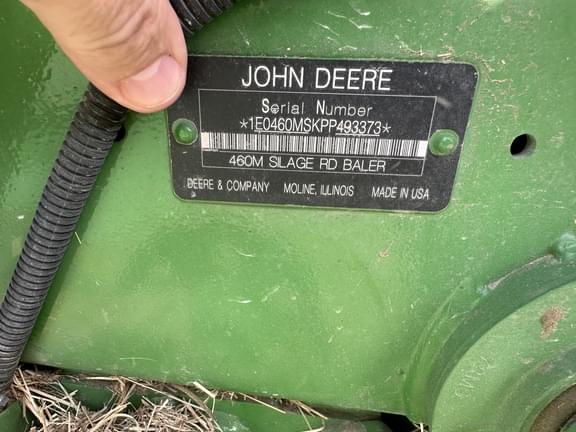 JOHN DEERE
Serial Number
*1E0460MSKPP493373*
460M SILAGE RD BALER
DEERE & COMPANY MOLINE, ILLINOIS MADE IN USA